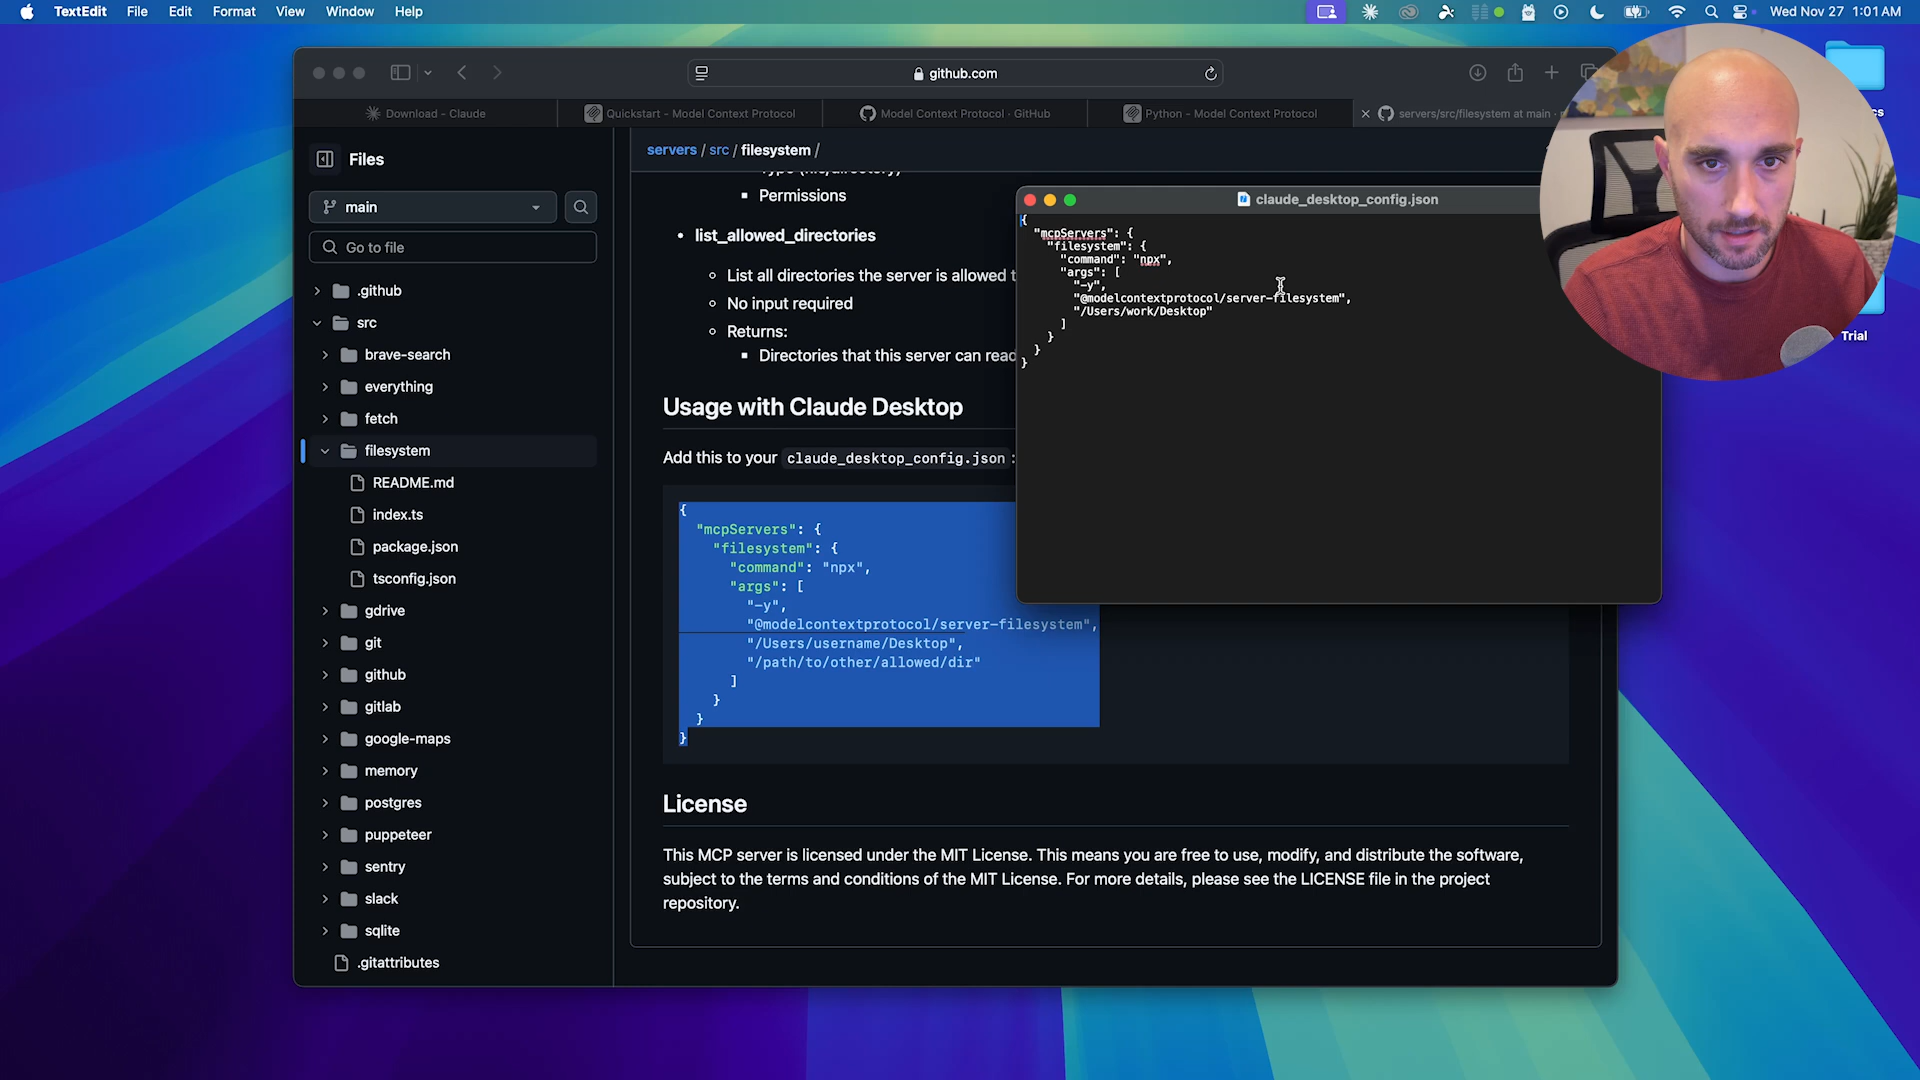 TextEdit File Edit Format View Window Help
Wed Nov 27 1:01 AM
github.com
Download - Claude
Quickstart - Model Context Protocol
Model Context Protocol · GitHub
Python - Model Context Protocol
servers/src/filesystem at main
Files
main
Go to file
.github
src
brave-search
everything
fetch
filesystem
README.md
index.ts
package.json
tsconfig.json
gdrive
git
github
gitlab
google-maps
memory
postgres
puppeteer
sentry
slack
sqlite
.gitattributes
servers / src / filesystem /
Type (file/directory)
Permissions
list_allowed_directories
List all directories the server is allowed
No input required
Returns:
Directories that this server can read
Usage with Claude Desktop
Add this to your claude_desktop_config.json :
{
"mcpServers": {
"filesystem": {
"command": "npx",
"args": [
"-y",
"@modelcontextprotocol/server-filesystem",
"/Users/username/Desktop",
"/path/to/other/allowed/dir"
]
}
}
}
License
This MCP server is licensed under the MIT License. This means you are free to use, modify, and distribute the software,
subject to the terms and conditions of the MIT License. For more details, please see the LICENSE file in the project
repository.
claude_desktop_config.json
{
"mcpServers": {
"filesystem": {
"command": "npx",
"args": [
"-y",
"@modelcontextprotocol/server-filesystem",
"/Users/work/Desktop"
]
}
}
}
Trial